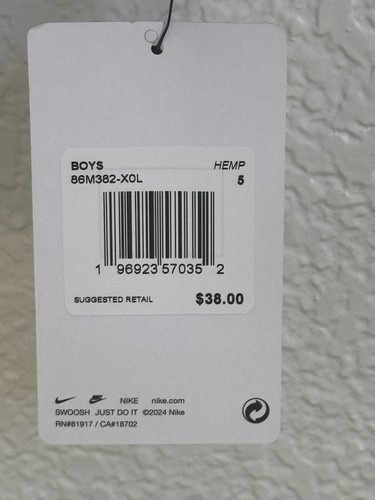 BOYS HEMP
86M382-X0L 5
1 96923 57035 2
SUGGESTED RETAIL $38.00
NIKE nike.com
SWOOSH JUST DO IT ©2024 Nike
RN#81917 / CA#18702